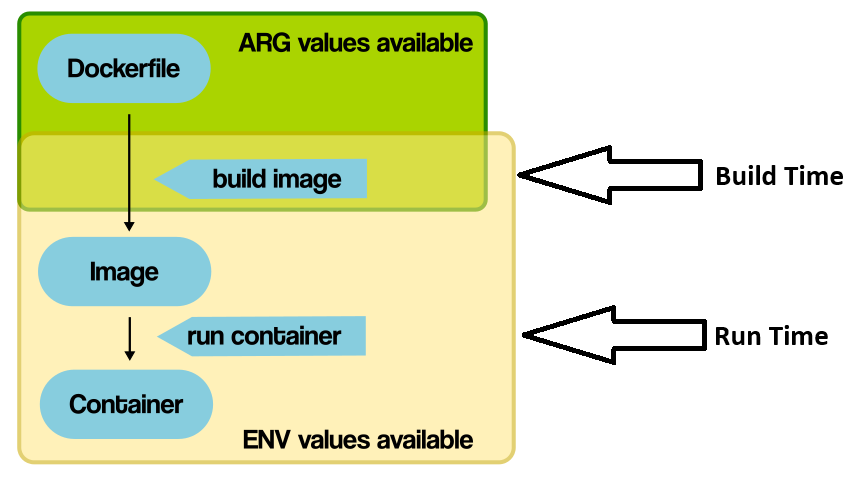 ARG values available
Dockerfile
build image
Build Time
Image
run container
Run Time
Container
ENV values available